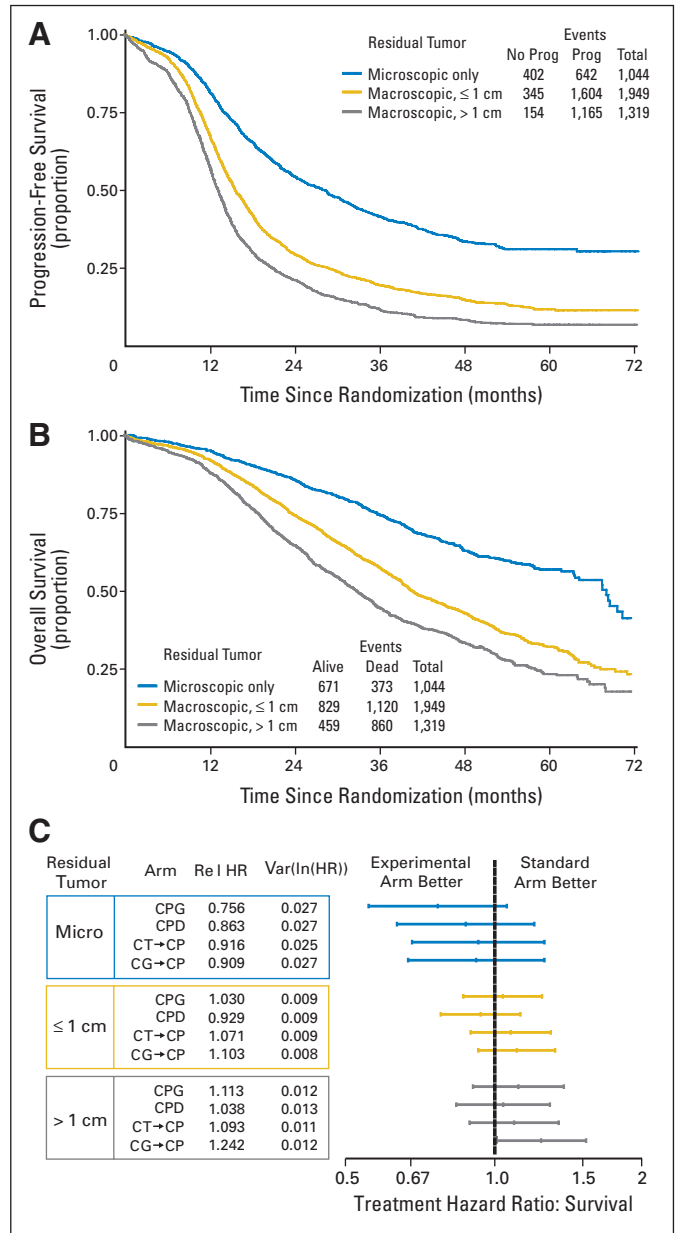 A
Residual Tumor
Events
No Prog Prog Total
Microscopic only 402 642 1,044
Macroscopic, ≤ 1 cm 345 1,604 1,949
Macroscopic, > 1 cm 154 1,165 1,319
1.00
0.75
0.50
0.25
Progression-Free Survival
(proportion)
0 12 24 36 48 60 72
Time Since Randomization (months)
B
1.00
0.75
0.50
0.25
Overall Survival
(proportion)
Residual Tumor
Events
Alive Dead Total
Microscopic only 671 373 1,044
Macroscopic, ≤ 1 cm 829 1,120 1,949
Macroscopic, > 1 cm 459 860 1,319
0 12 24 36 48 60 72
Time Since Randomization (months)
C
Residual
Tumor
Arm Rel HR Var(ln(HR))
Experimental
Arm Better
Standard
Arm Better
Micro
CPG 0.756 0.027
CPD 0.863 0.027
CT→CP 0.916 0.025
CG→CP 0.909 0.027
≤ 1 cm
CPG 1.030 0.009
CPD 0.929 0.009
CT→CP 1.071 0.009
CG→CP 1.103 0.008
> 1 cm
CPG 1.113 0.012
CPD 1.038 0.013
CT→CP 1.093 0.011
CG→CP 1.242 0.012
0.5 0.67 1.0 1.5 2
Treatment Hazard Ratio: Survival